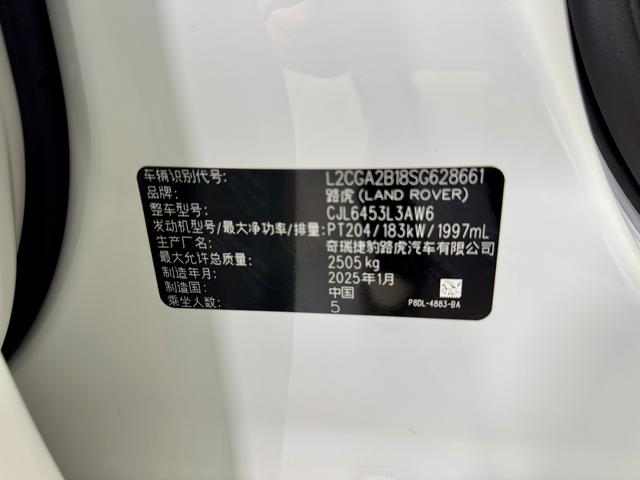 车辆识别代号: L2CGA2B18SG628661
品牌: 路虎 (LAND ROVER)
整车型号: CJL6453L3AW6
发动机型号/最大净功率/排量: PT204/183kW/1997mL
生产厂名: 奇瑞捷豹路虎汽车有限公司
最大允许总质量: 2505kg
制造年月: 2025年1月
制造国: 中国
乘坐人数: 5
P8DL-4883-BA